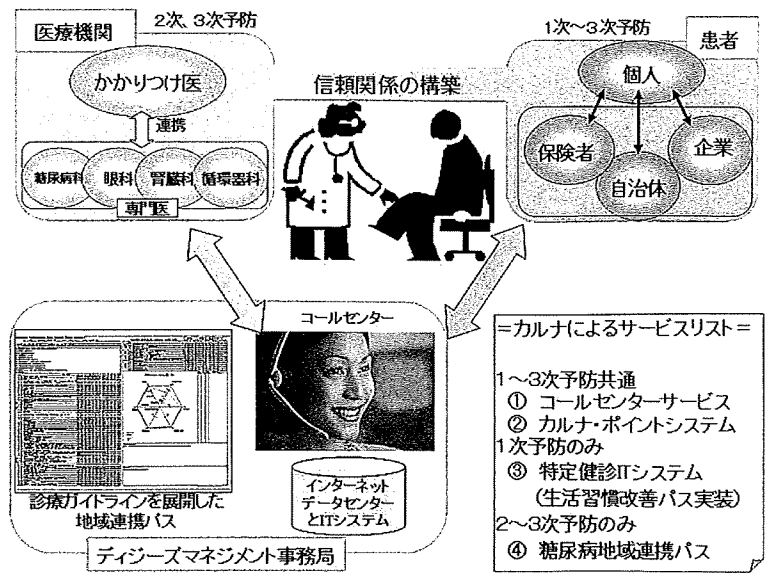 医療機関
2次、3次予防
かかりつけ医
連携
糖尿病科
眼科
腎臓科
循環器科
専門医
信頼関係の構築
1次〜3次予防
患者
個人
保険者
自治体
企業
コールセンター
診療ガイドラインを展開した
地域連携パス
インターネット
データセンター
とITシステム
ディジーズマネジメント事務局
=カルナによるサービスリスト=
1〜3次予防共通
① コールセンターサービス
② カルナ・ポイントシステム
1次予防のみ
③ 特定健診ITシステム
(生活習慣改善パス実装)
2〜3次予防のみ
④ 糖尿病地域連携パス